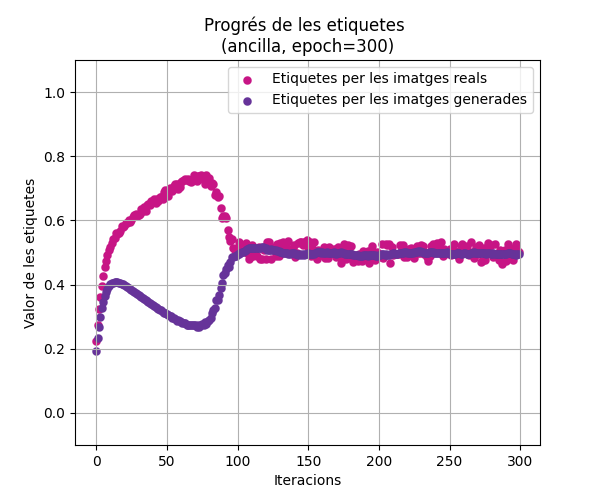 Progrés de les etiquetes
(ancilla, epoch=300)
Etiquetes per les imatges reals
Etiquetes per les imatges generades
Valor de les etiquetes
1.0
0.8
0.6
0.4
0.2
0.0
0 50 100 150 200 250 300
Iteracions